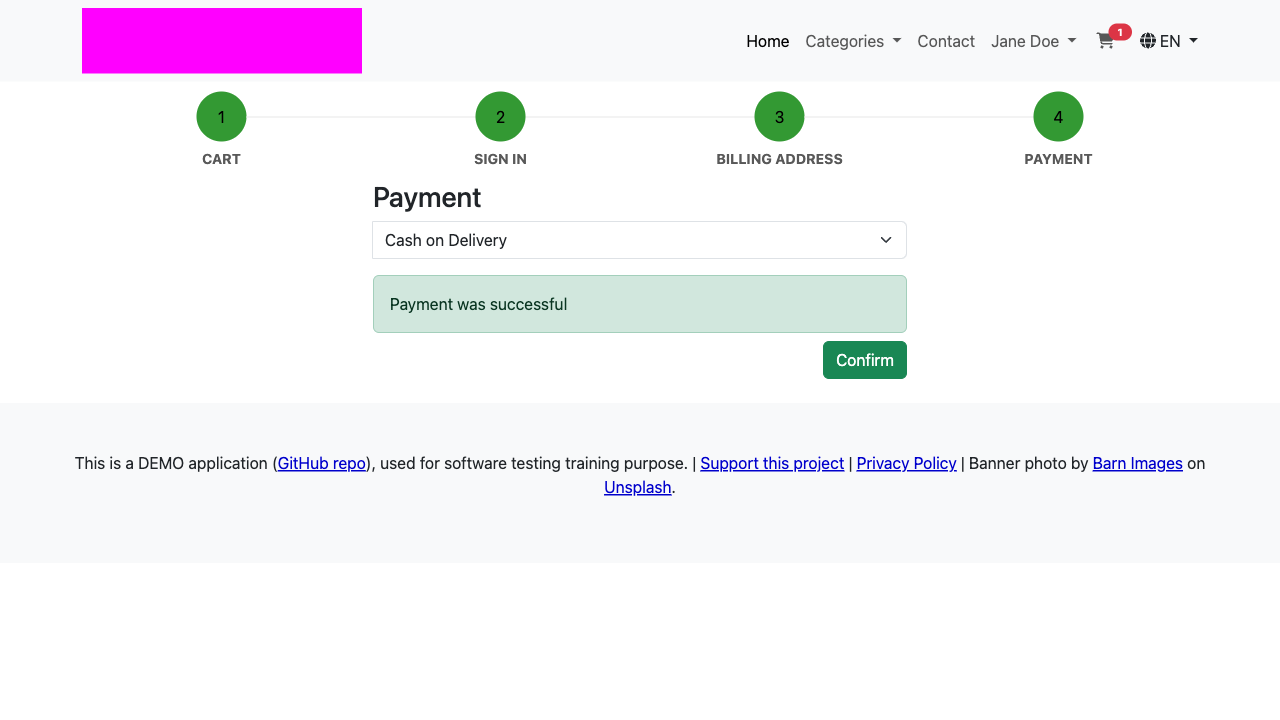 Home Categories Contact Jane Doe 1 EN
1 2 3 4
CART SIGN IN BILLING ADDRESS PAYMENT
Payment
Cash on Delivery
Payment was successful
Confirm
This is a DEMO application (GitHub repo), used for software testing training purpose. | Support this project | Privacy Policy | Banner photo by Barn Images on
Unsplash.